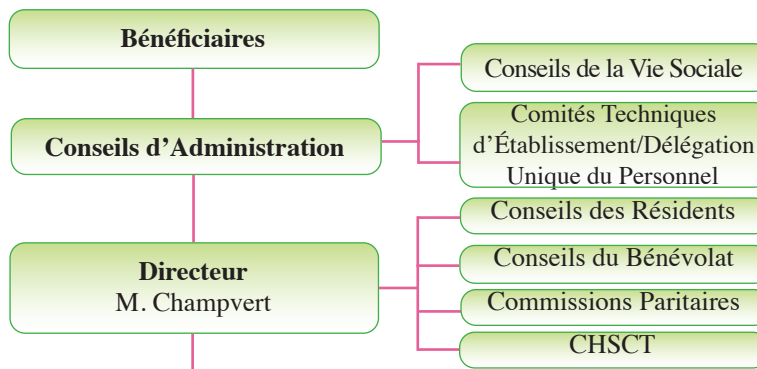 Bénéficiaires
Conseils de la Vie Sociale
Conseils d’Administration
Comités Techniques
d’Établissement/Délégation
Unique du Personnel
Directeur
M. Champvert
Conseils des Résidents
Conseils du Bénévolat
Commissions Paritaires
CHSCT